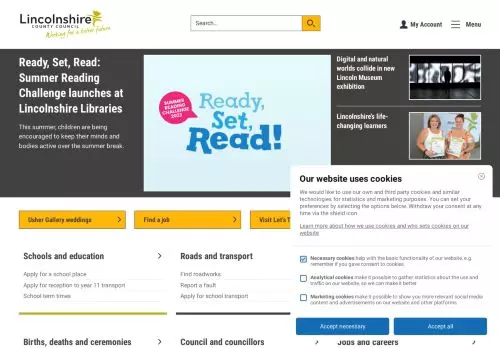 Lincolnshire
COUNTY COUNCIL
Working for a better future
Search...
My Account
Menu
Ready, Set, Read:
Summer Reading
Challenge launches at
Lincolnshire Libraries
This summer, children are being
encouraged to keep their minds and
bodies active over the summer break.
SUMMER
READING
CHALLENGE
2023
Ready,
Set,
Read!
Digital and natural
worlds collide in new
Lincoln Museum
exhibition
Lincolnshire's life-
changing learners
Usher Gallery weddings
Find a job
Visit Let's T
Schools and education
Apply for a school place
Apply for reception to year 11 transport
School term times
Roads and transport
Find roadworks
Report a fault
Apply for school transport
Our website uses cookies
We would like to use our own and third party cookies and similar
technologies for statistics and marketing purposes. You can set your
preferences by selecting the options below. Withdraw your consent at any
time via the shield icon.
Learn more about how we use cookies and who sets cookies on our
website
Necessary cookies help with the basic functionality of our website, e.g.
remember if you gave consent to cookies.
Analytical cookies make it possible to gather statistics about the use and
traffic on our website, so we can make it better.
Marketing cookies make it possible to show you more relevant social media
content and advertisements on our website and other platforms.
Accept necessary
Accept all
Births, deaths and ceremonies
Council and councillors
Jobs and careers